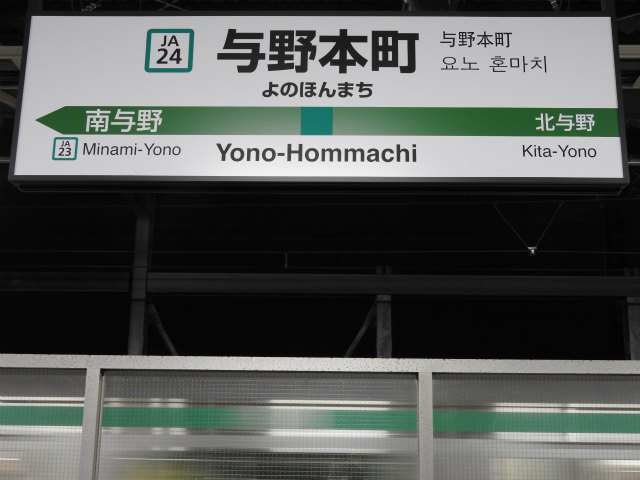 JA
24
与野本町
よのほんまち
与野本町
요노 혼마치
南与野
北与野
JA
23
Minami-Yono
Yono-Hommachi
Kita-Yono